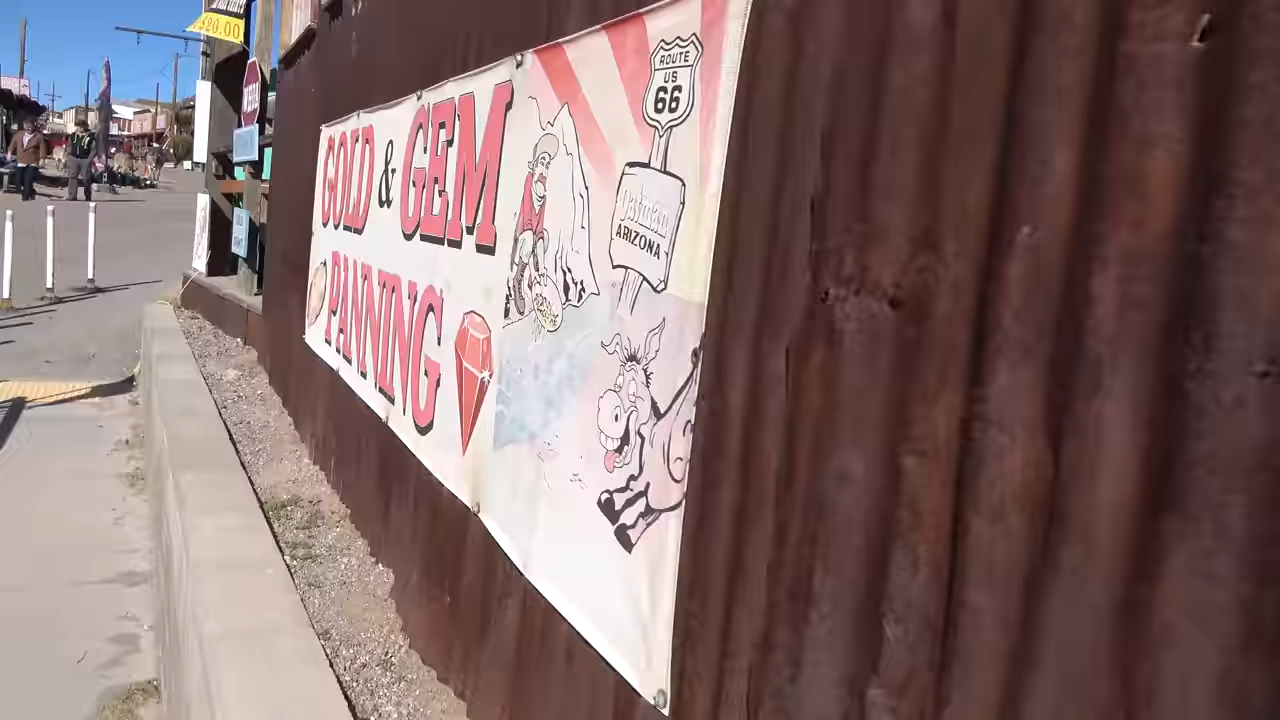 $20.00
GOLD & GEM
PANNING
ROUTE
US
66
Oatman
ARIZONA